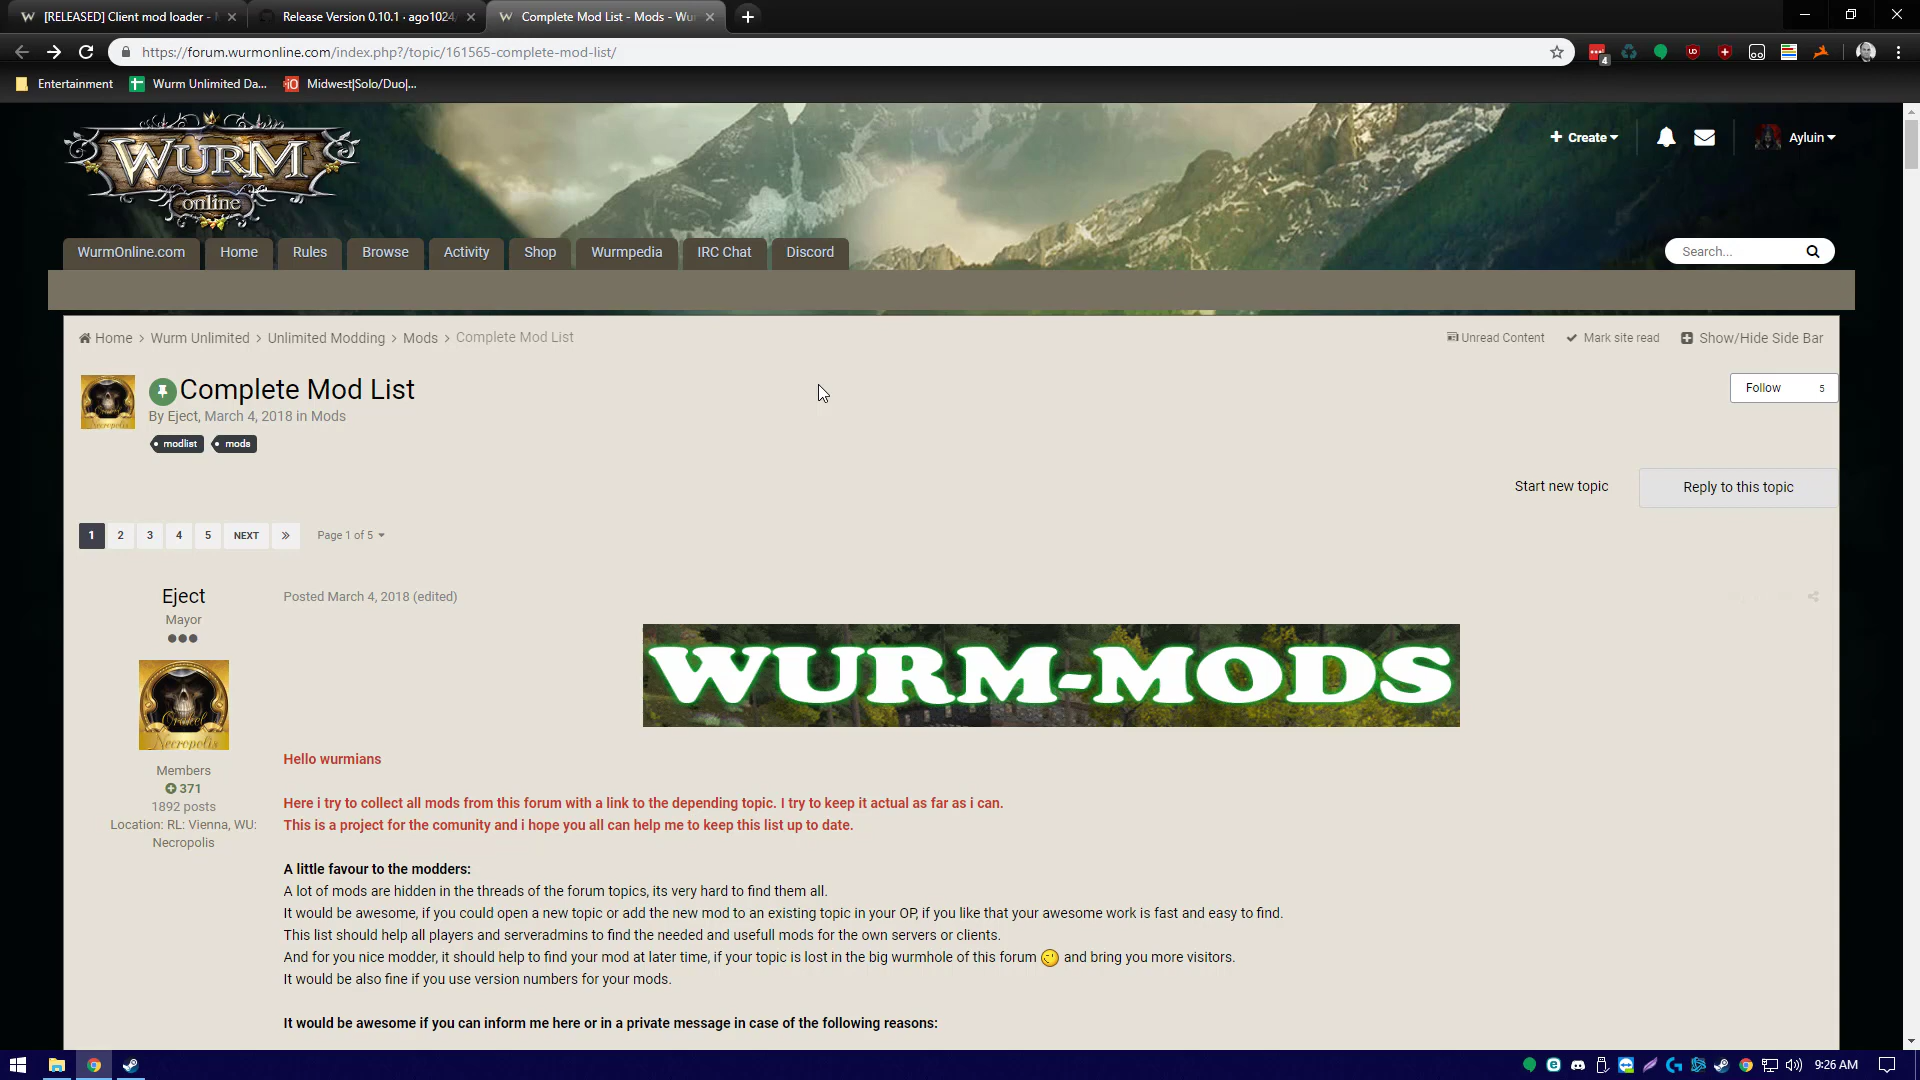 [RELEASED] Client mod loader -
Release Version 0.10.1 · ago1024/
Complete Mod List - Mods - Wu
https://forum.wurmonline.com/index.php?/topic/161565-complete-mod-list/
4
Entertainment
Wurm Unlimited Da...
Midwest|Solo/Duo|...
WURM
online
+ Create
Ayluin
WurmOnline.com
Home
Rules
Browse
Activity
Shop
Wurmpedia
IRC Chat
Discord
Search...
Home > Wurm Unlimited > Unlimited Modding > Mods > Complete Mod List
Unread Content
Mark site read
Show/Hide Side Bar
Complete Mod List
By Eject, March 4, 2018 in Mods
modlist
mods
Follow 5
Start new topic
Reply to this topic
1 2 3 4 5 NEXT »
Page 1 of 5
Eject
Mayor
Orakel
Necropolis
Members
371
1892 posts
Location: RL: Vienna, WU:
Necropolis
Posted March 4, 2018 (edited)
WURM-MODS
Hello wurmians
Here i try to collect all mods from this forum with a link to the depending topic. I try to keep it actual as far as i can.
This is a project for the comunity and i hope you all can help me to keep this list up to date.
A little favour to the modders:
A lot of mods are hidden in the threads of the forum topics, its very hard to find them all.
It would be awesome, if you could open a new topic or add the new mod to an existing topic in your OP, if you like that your awesome work is fast and easy to find.
This list should help all players and serveradmins to find the needed and usefull mods for the own servers or clients.
And for you nice modder, it should help to find your mod at later time, if your topic is lost in the big wurmhole of this forum and bring you more visitors.
It would be also fine if you use version numbers for your mods.
It would be awesome if you can inform me here or in a private message in case of the following reasons:
9:26 AM